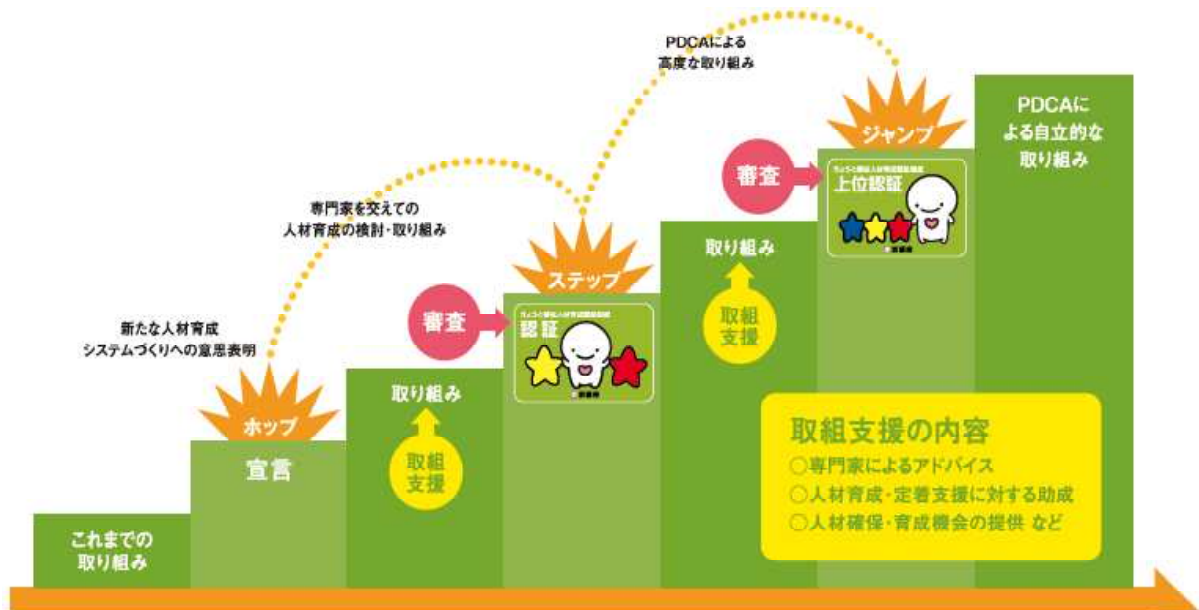 PDCAによる
高度な取り組み
ジャンプ
PDCAに
よる自立的な
取り組み
審査
上位認証
専門家を交えての
人材育成の検討・取り組み
ステップ
取り組み
取組
支援
審査
認証
新たな人材育成
システムづくりへの意思表明
ホップ
宣言
取り組み
取組
支援
これまでの
取り組み
取組支援の内容
○専門家によるアドバイス
○人材育成・定着支援に対する助成
○人材確保・育成機会の提供 など